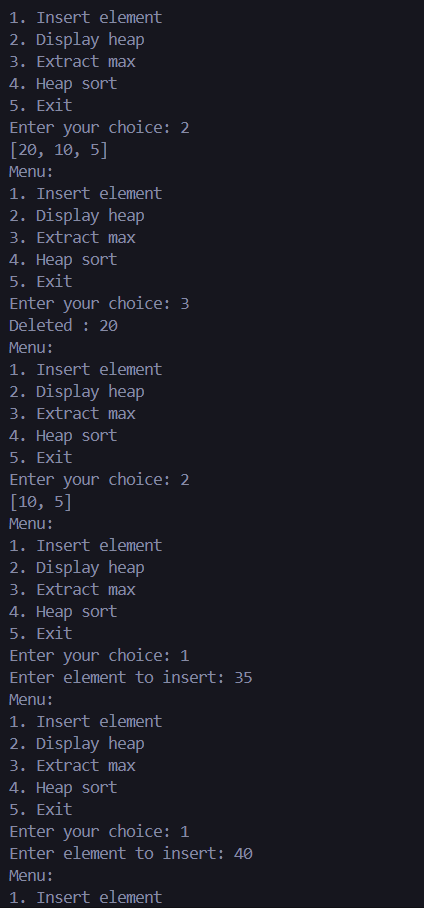 1. Insert element
2. Display heap
3. Extract max
4. Heap sort
5. Exit
Enter your choice: 2
[20, 10, 5]
Menu:
1. Insert element
2. Display heap
3. Extract max
4. Heap sort
5. Exit
Enter your choice: 3
Deleted : 20
Menu:
1. Insert element
2. Display heap
3. Extract max
4. Heap sort
5. Exit
Enter your choice: 2
[10, 5]
Menu:
1. Insert element
2. Display heap
3. Extract max
4. Heap sort
5. Exit
Enter your choice: 1
Enter element to insert: 35
Menu:
1. Insert element
2. Display heap
3. Extract max
4. Heap sort
5. Exit
Enter your choice: 1
Enter element to insert: 40
Menu:
1. Insert element